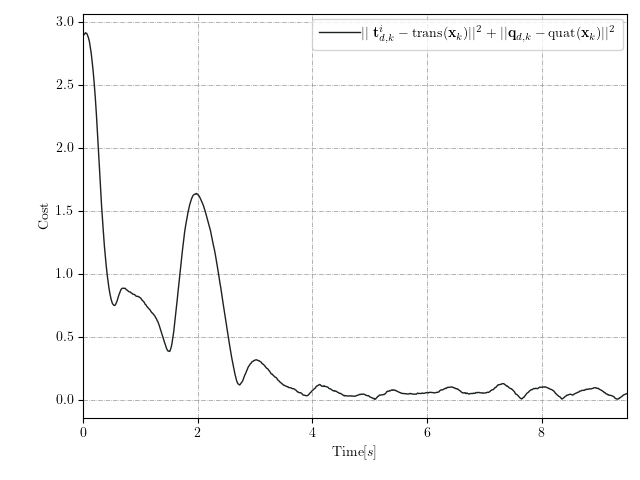 || t^i_{d,k} − trans(x_k)||² + ||q_{d,k} − quat(x_k)||²
3.0
2.5
2.0
1.5
1.0
0.5
0.0
Cost
0 2 4 6 8
Time[s]